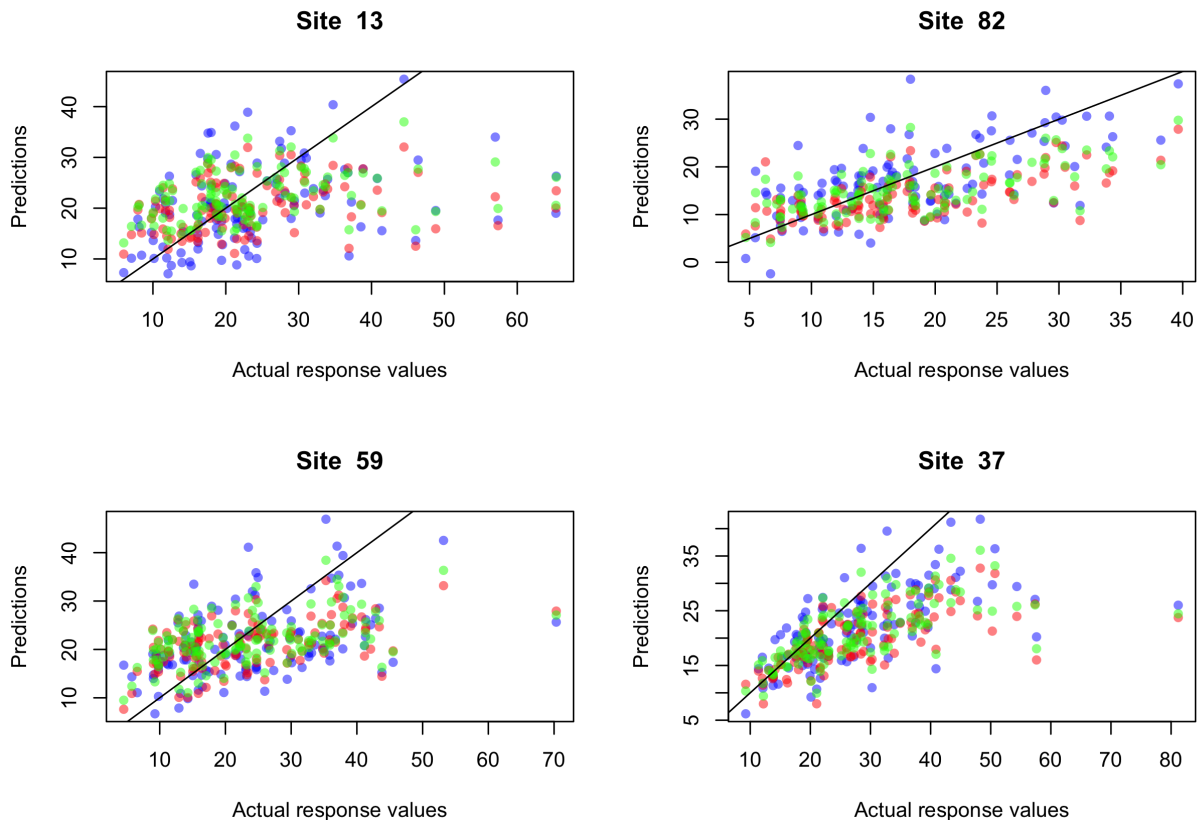 Site 13
Predictions
40
30
20
10
10 20 30 40 50 60
Actual response values
Site 82
Predictions
30
20
10
0
5 10 15 20 25 30 35 40
Actual response values
Site 59
Predictions
40
30
20
10
10 20 30 40 50 60 70
Actual response values
Site 37
Predictions
35
25
15
5
10 20 30 40 50 60 70 80
Actual response values